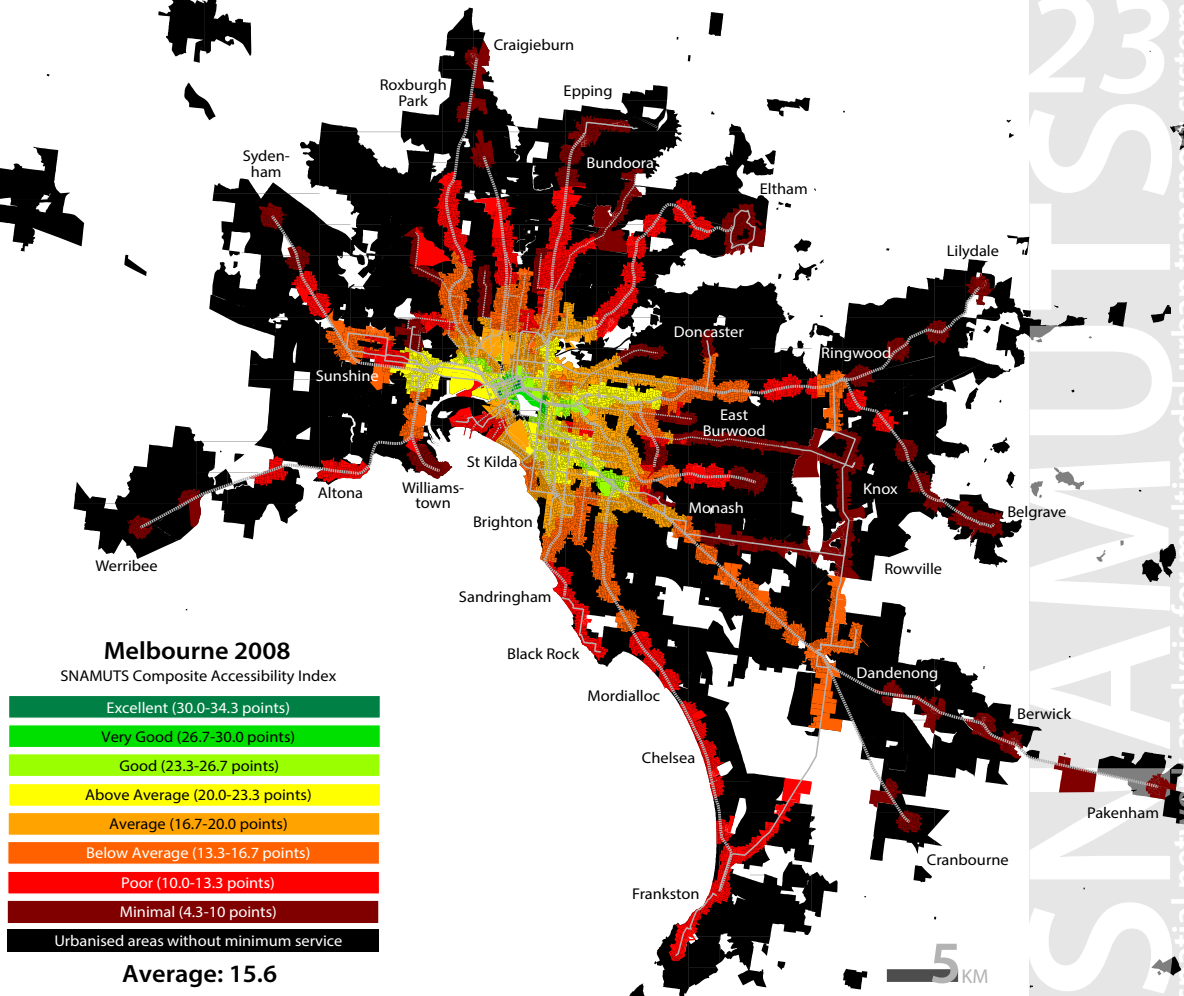 Craigieburn
Roxburgh
Park
Epping
Syden-
ham
Bundoora
Eltham
Lilydale
Doncaster
Ringwood
Sunshine
East
Burwood
St Kilda
Altona
Williams-
town
Knox
Monash
Belgrave
Brighton
Werribee
Rowville
Sandringham
Black Rock
Dandenong
Mordialloc
Berwick
Chelsea
Pakenham
Cranbourne
Frankston
Melbourne 2008
SNAMUTS Composite Accessibility Index
Excellent (30.0-34.3 points)
Very Good (26.7-30.0 points)
Good (23.3-26.7 points)
Above Average (20.0-23.3 points)
Average (16.7-20.0 points)
Below Average (13.3-16.7 points)
Poor (10.0-13.3 points)
Minimal (4.3-10 points)
Urbanised areas without minimum service
Average: 15.6
5 KM
SNAMUTS 23